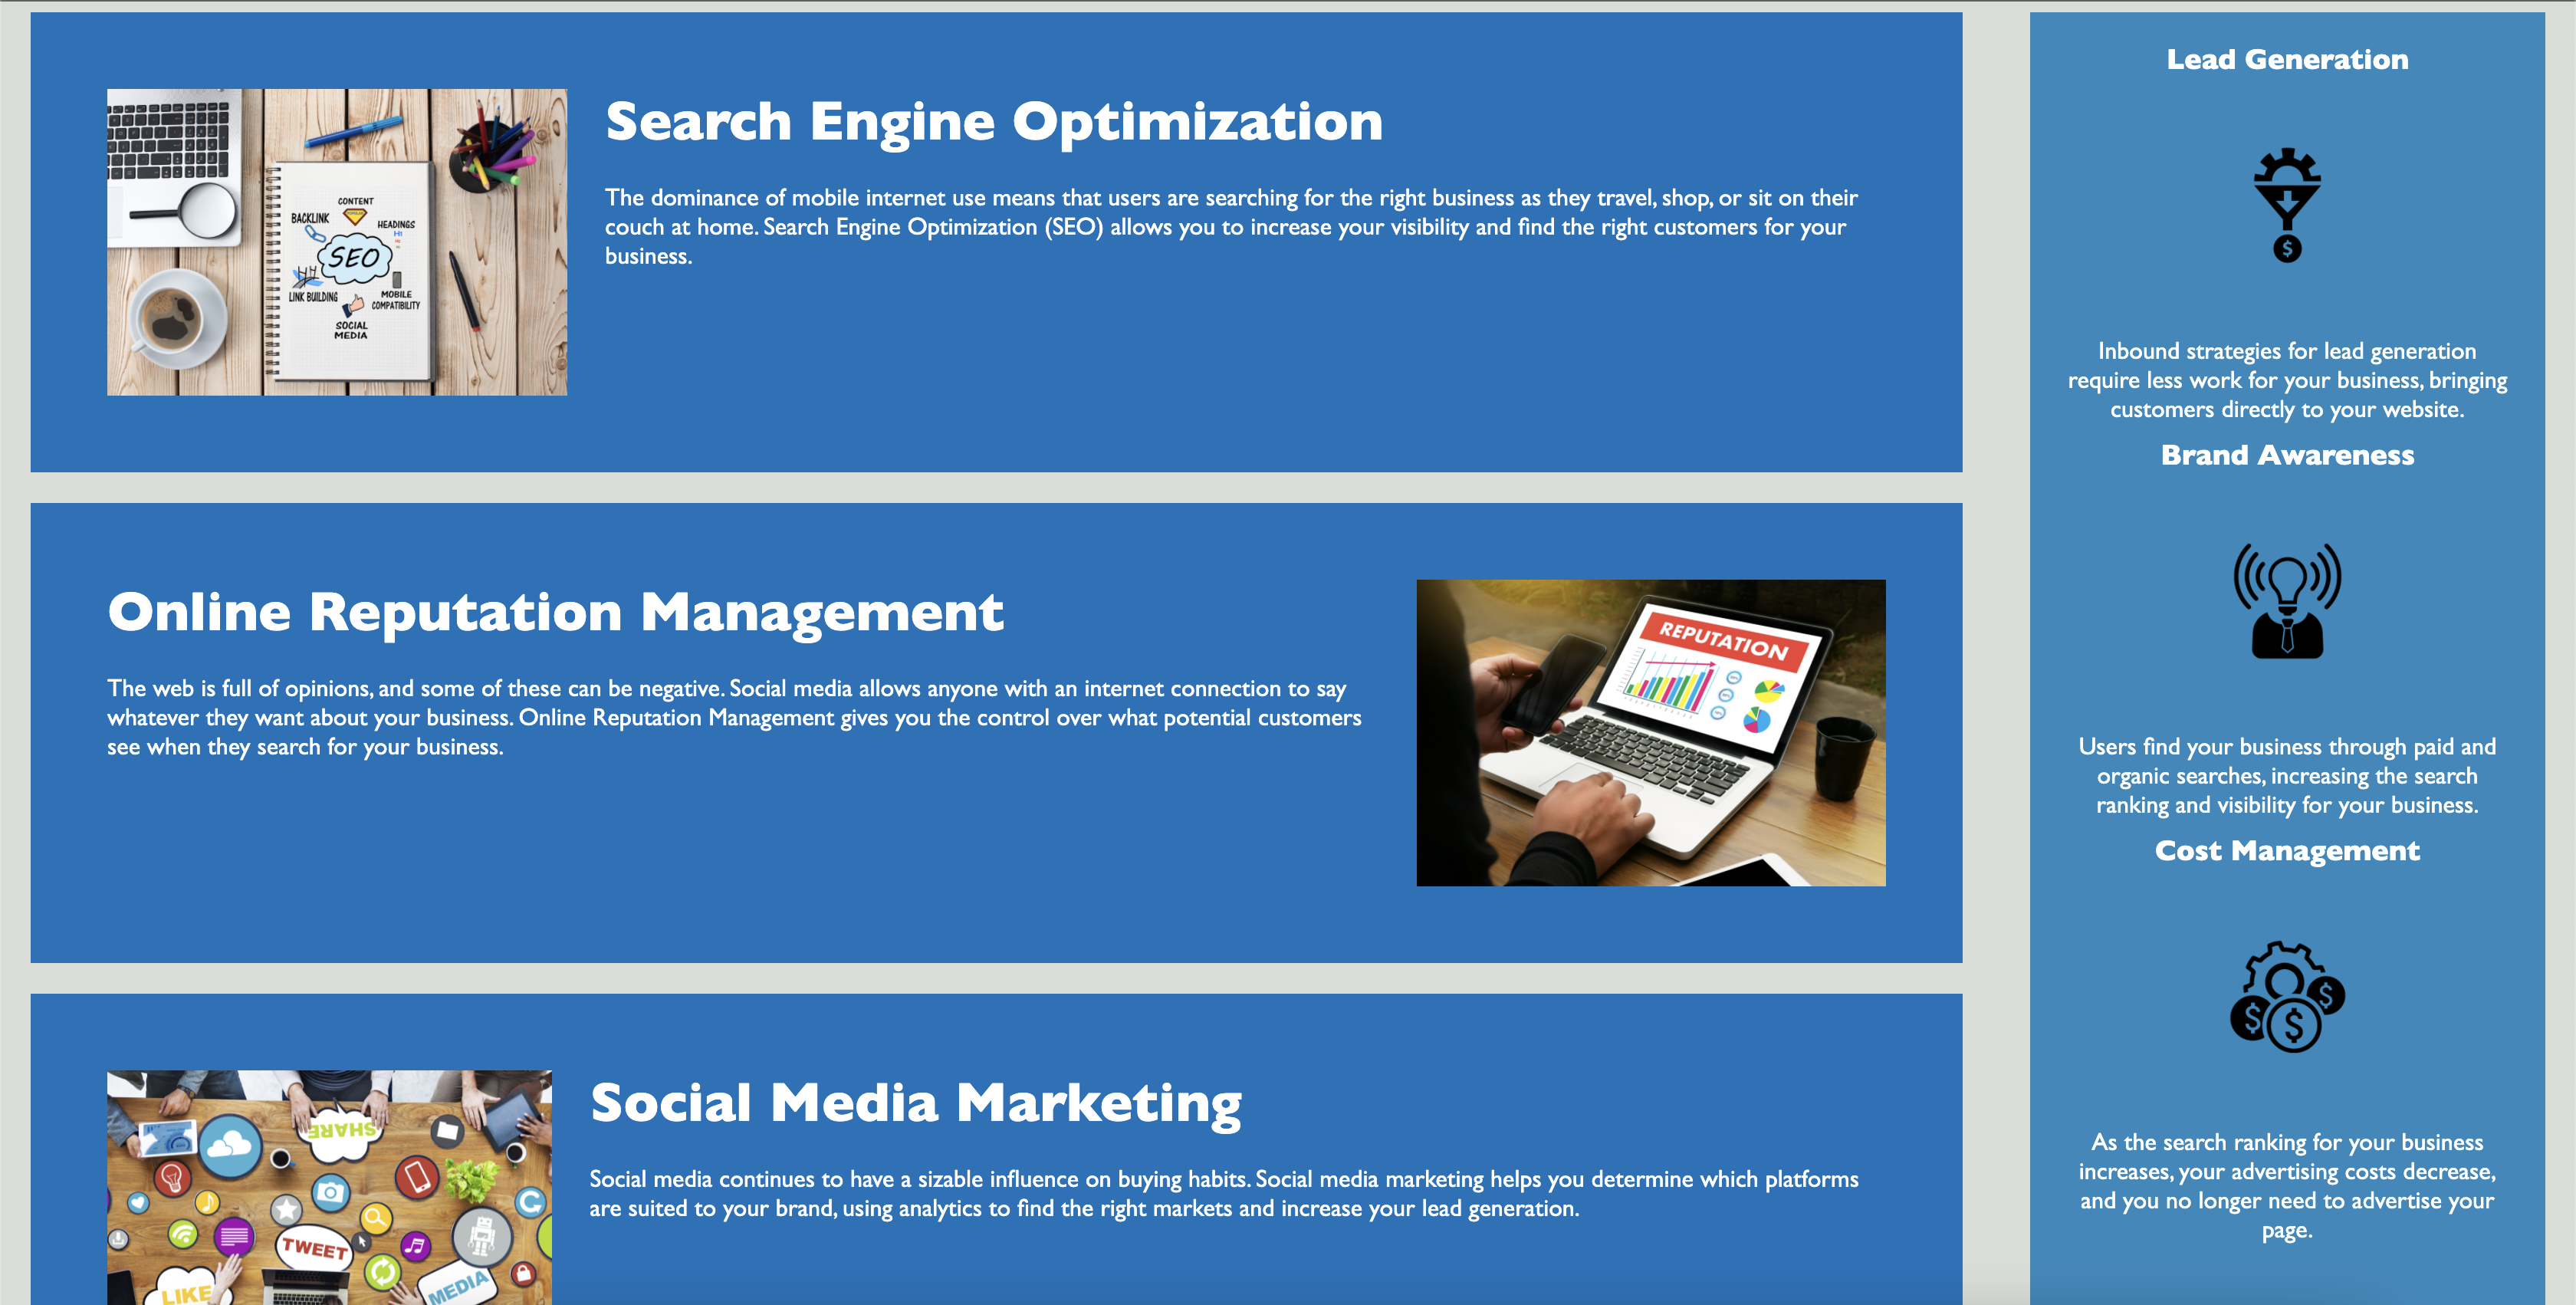 Search Engine Optimization
The dominance of mobile internet use means that users are searching for the right business as they travel, shop, or sit on their
couch at home. Search Engine Optimization (SEO) allows you to increase your visibility and find the right customers for your
business.
CONTENT
BACKLINK
HEADINGS
H1
SEO
LINK BUILDING
MOBILE
COMPATIBILITY
SOCIAL
MEDIA
Online Reputation Management
The web is full of opinions, and some of these can be negative. Social media allows anyone with an internet connection to say
whatever they want about your business. Online Reputation Management gives you the control over what potential customers
see when they search for your business.
REPUTATION
Social Media Marketing
Social media continues to have a sizable influence on buying habits. Social media marketing helps you determine which platforms
are suited to your brand, using analytics to find the right markets and increase your lead generation.
SHARE
TWEET
LIKE
MEDIA
Lead Generation
$
Inbound strategies for lead generation
require less work for your business, bringing
customers directly to your website.
Brand Awareness
Users find your business through paid and
organic searches, increasing the search
ranking and visibility for your business.
Cost Management
$
$
$
As the search ranking for your business
increases, your advertising costs decrease,
and you no longer need to advertise your
page.